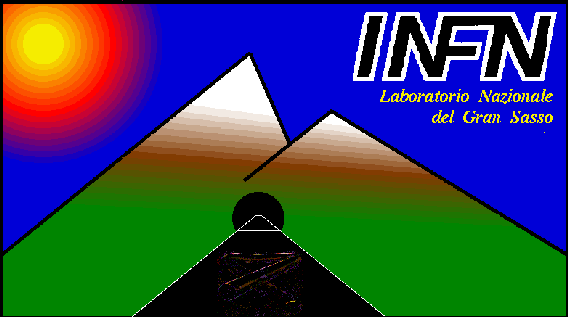 INFN
Laboratorio Nazionale
del Gran Sasso